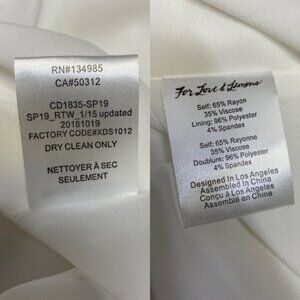 RN#134985
CA#50312
CD1835-SP19
SP19_RTW_1/15 updated
20181019
FACTORY CODE#XDS1012
DRY CLEAN ONLY
NETTOYER À SEC
SEULEMENT
For Love & Lemons
Self: 65% Rayon
35% Viscose
Lining: 96% Polyester
4% Spandex
Self: 65% Rayonne
35% Viscose
Doublure: 96% Polyester
4% Spandex
Designed In Los Angeles
Assembled In China
Conçu à Los Angeles
Assemblé en Chine